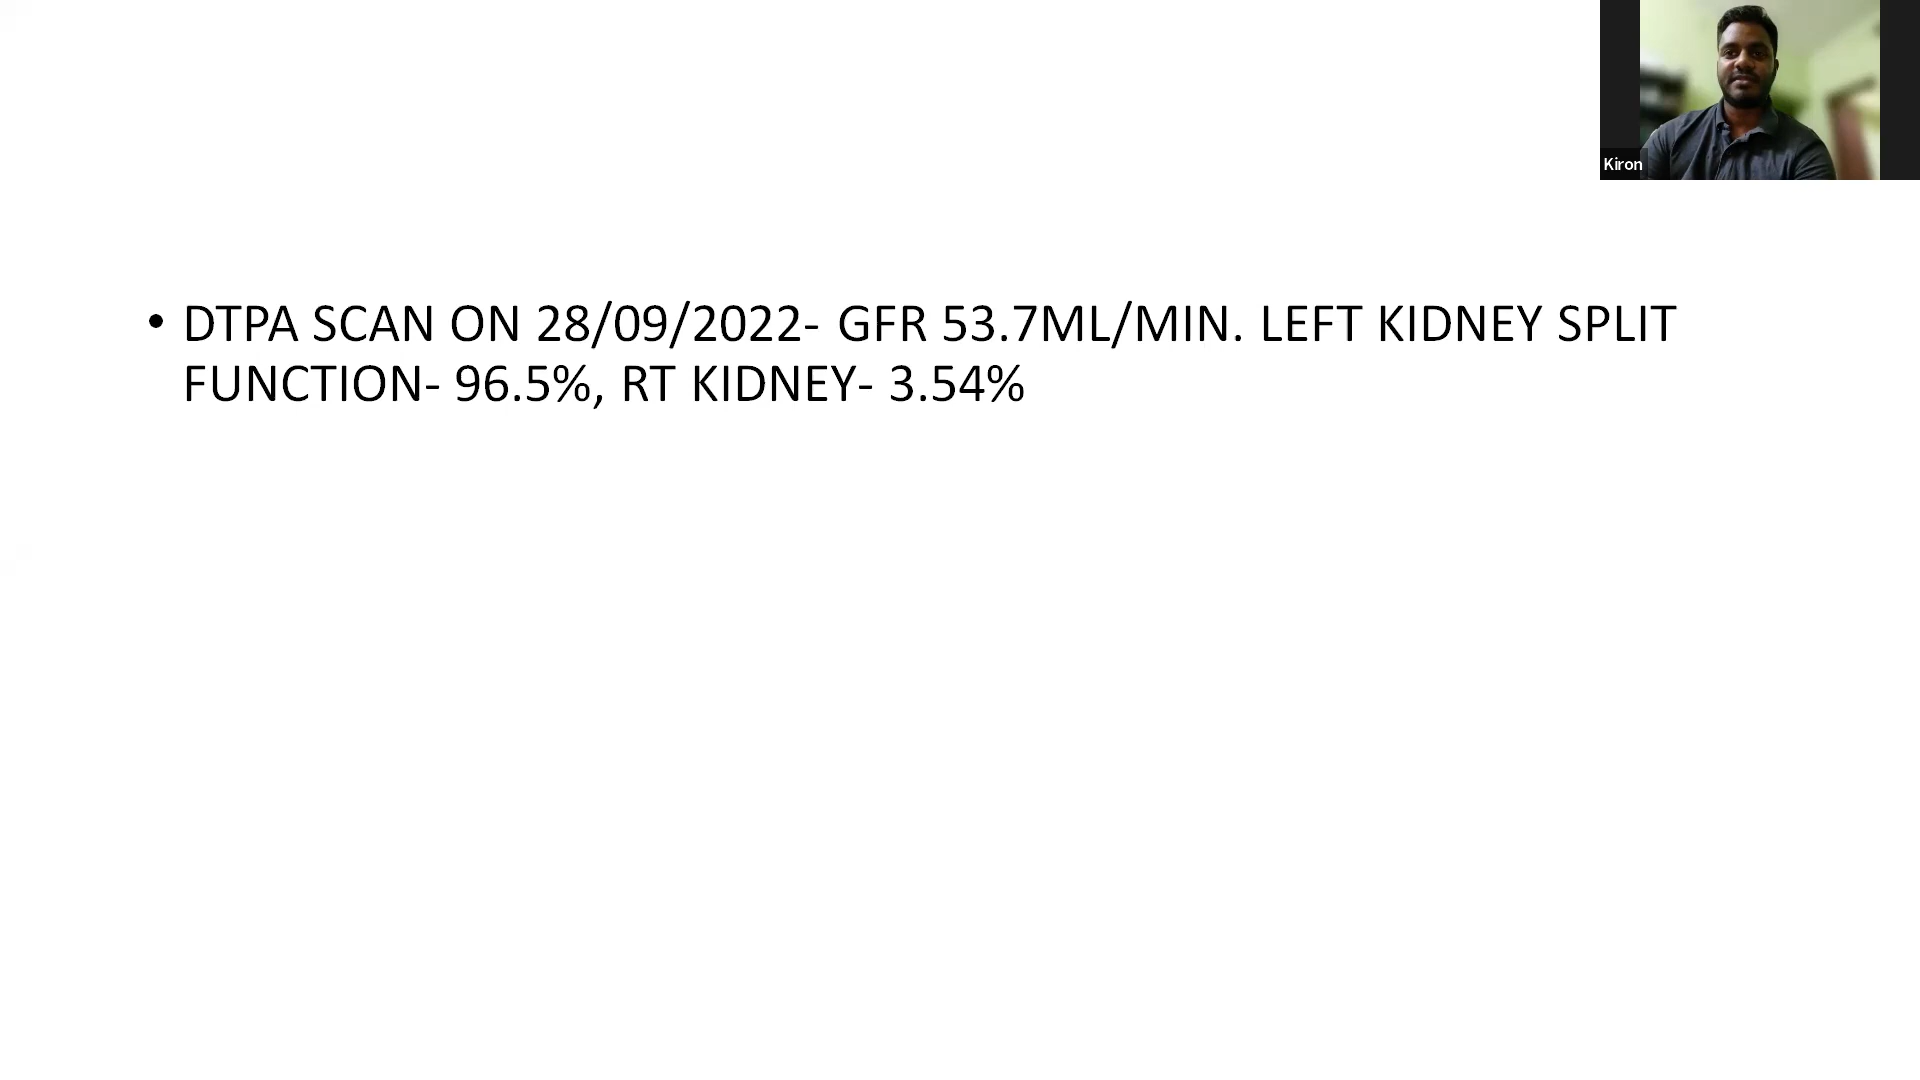 Kiron
• DTPA SCAN ON 28/09/2022- GFR 53.7ML/MIN. LEFT KIDNEY SPLIT
FUNCTION- 96.5%, RT KIDNEY- 3.54%